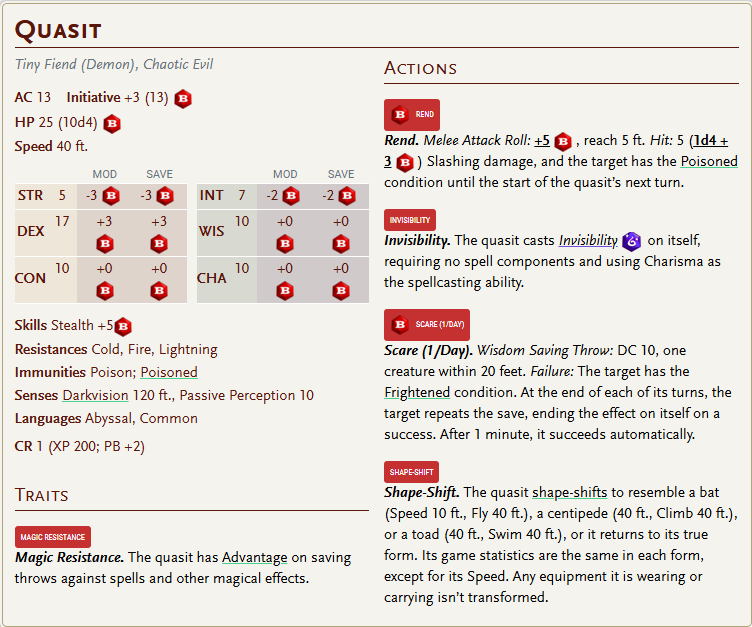 Quasit
Tiny Fiend (Demon), Chaotic Evil
AC 13 Initiative +3 (13) B
HP 25 (10d4) B
Speed 40 ft.
MOD SAVE MOD SAVE
STR 5 -3 B -3 B INT 7 -2 B -2 B
DEX 17 +3 B +3 B WIS 10 +0 B +0 B
CON 10 +0 B +0 B CHA 10 +0 B +0 B
Skills Stealth +5 B
Resistances Cold, Fire, Lightning
Immunities Poison; Poisoned
Senses Darkvision 120 ft., Passive Perception 10
Languages Abyssal, Common
CR 1 (XP 200; PB +2)
Traits
MAGIC RESISTANCE
Magic Resistance. The quasit has Advantage on saving
throws against spells and other magical effects.
Actions
B REND
Rend. Melee Attack Roll: +5 B , reach 5 ft. Hit: 5 (1d4 +
3 B ) Slashing damage, and the target has the Poisoned
condition until the start of the quasit’s next turn.
INVISIBILITY
Invisibility. The quasit casts Invisibility on itself,
requiring no spell components and using Charisma as
the spellcasting ability.
B SCARE (1/DAY)
Scare (1/Day). Wisdom Saving Throw: DC 10, one
creature within 20 feet. Failure: The target has the
Frightened condition. At the end of each of its turns, the
target repeats the save, ending the effect on itself on a
success. After 1 minute, it succeeds automatically.
SHAPE-SHIFT
Shape-Shift. The quasit shape-shifts to resemble a bat
(Speed 10 ft., Fly 40 ft.), a centipede (40 ft., Climb 40 ft.),
or a toad (40 ft., Swim 40 ft.), or it returns to its true
form. Its game statistics are the same in each form,
except for its Speed. Any equipment it is wearing or
carrying isn’t transformed.